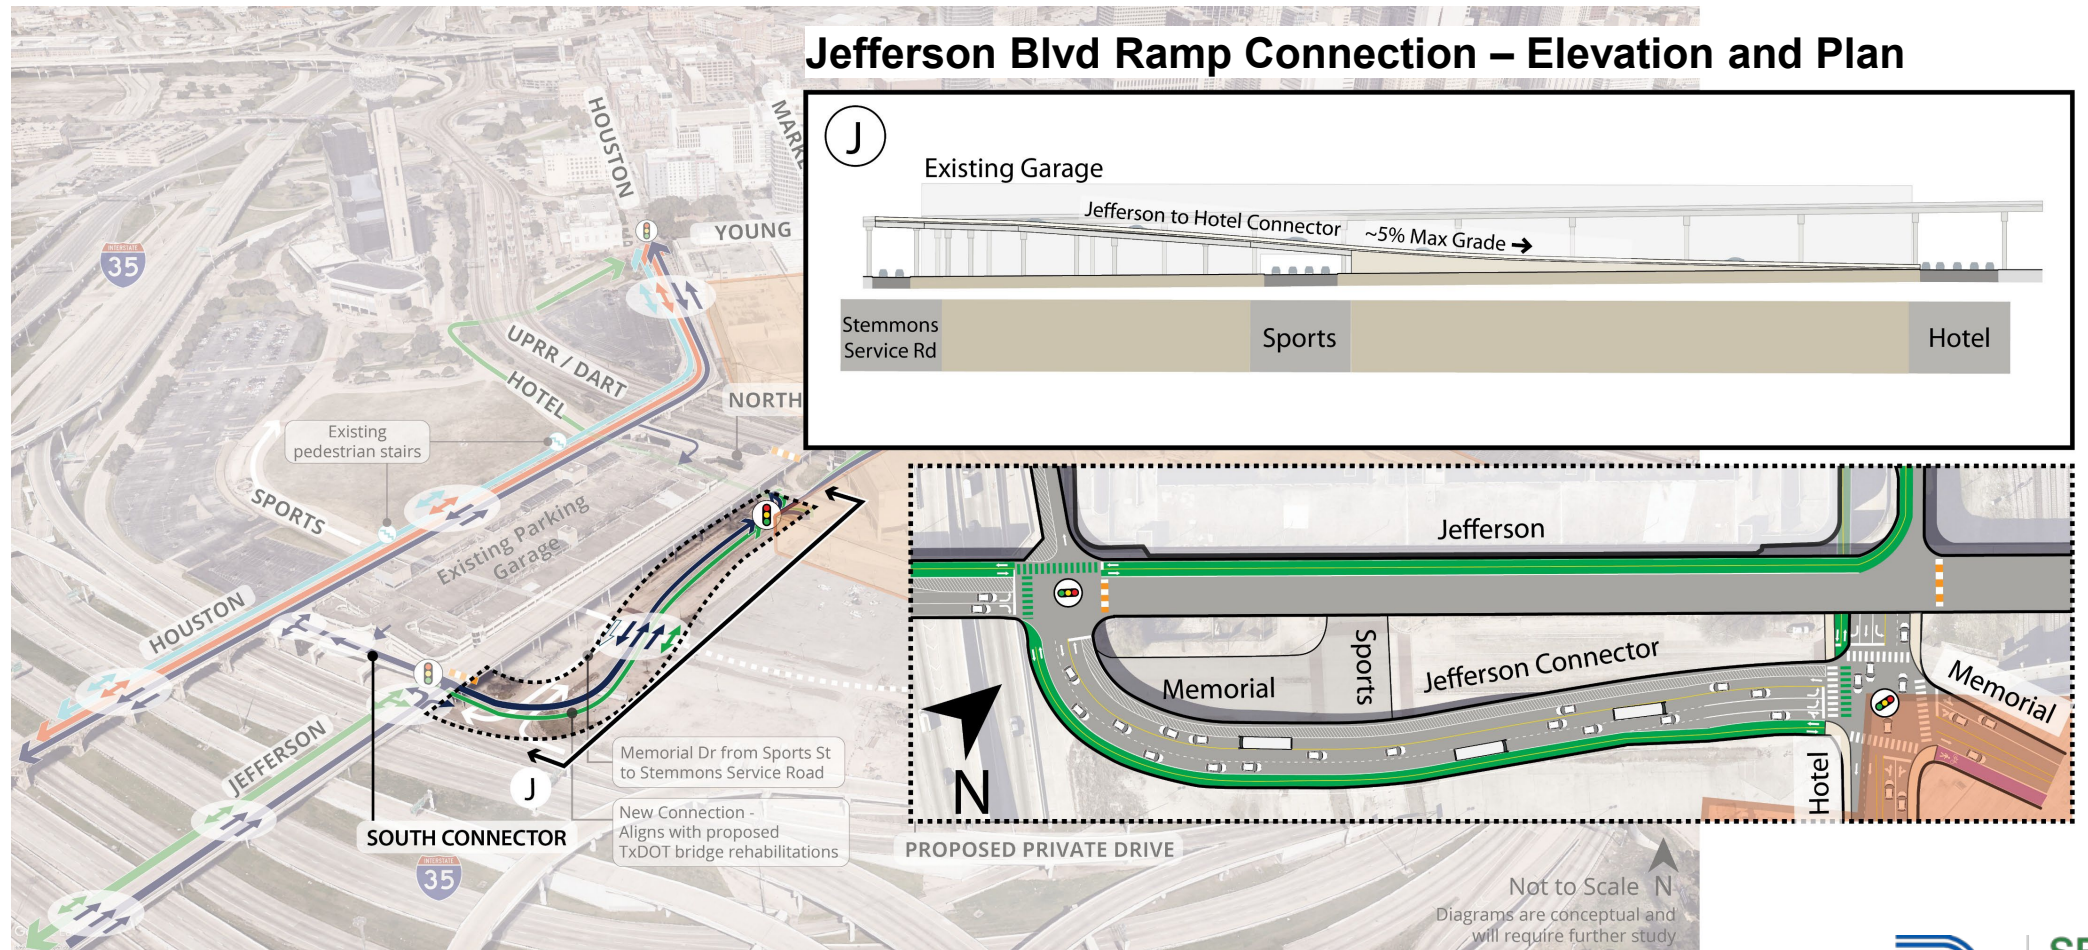 Jefferson Blvd Ramp Connection – Elevation and Plan
J
Existing Garage
Jefferson to Hotel Connector
~5% Max Grade
Stemmons
Service Rd
Sports
Hotel
HOUSTON
YOUNG
INTERSTATE
35
UPRR / DART
HOTEL
NORTH
Existing
pedestrian stairs
SPORTS
Existing Parking
Garage
HOUSTON
JEFFERSON
J
Memorial Dr from Sports St
to Stemmons Service Road
New Connection -
Aligns with proposed
TxDOT bridge rehabilitations
SOUTH CONNECTOR
INTERSTATE
35
Jefferson
Sports
Jefferson Connector
Memorial
Memorial
Hotel
N
PROPOSED PRIVATE DRIVE
Not to Scale N
Diagrams are conceptual and
will require further study